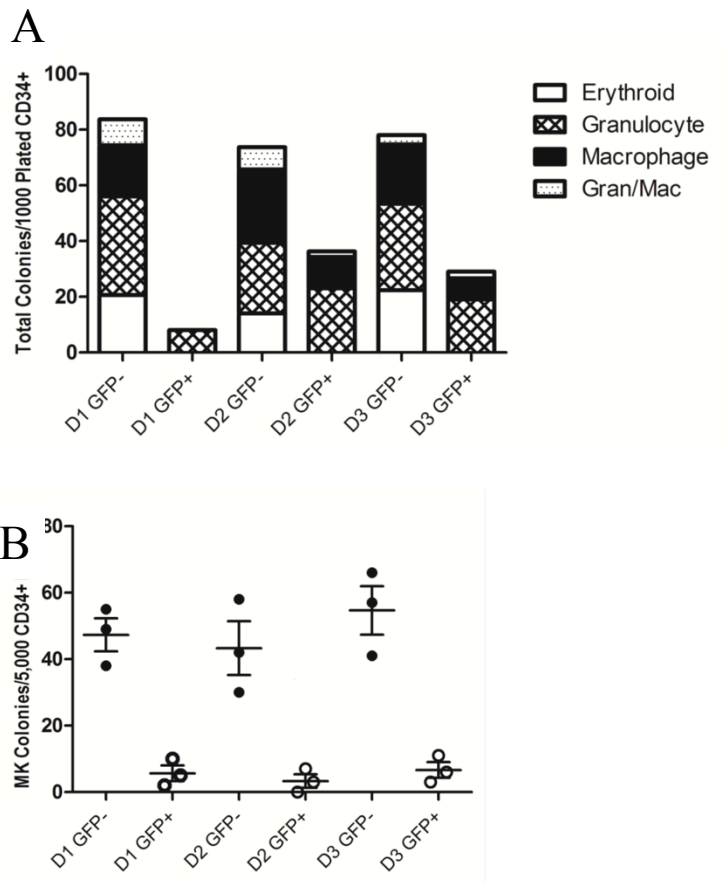 A
Total Colonies/1000 Plated CD34+
100
80
60
40
20
0
D1 GFP-
D1 GFP+
D2 GFP-
D2 GFP+
D3 GFP-
D3 GFP+
Erythroid
Granulocyte
Macrophage
Gran/Mac
B
MK Colonies/5,000 CD34+
80
60
40
20
0
D1 GFP-
D1 GFP+
D2 GFP-
D2 GFP+
D3 GFP-
D3 GFP+